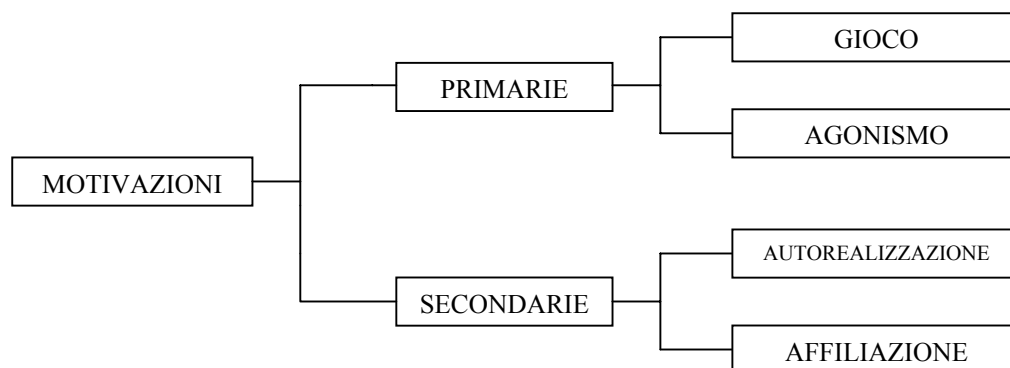 GIOCO
PRIMARIE
AGONISMO
MOTIVAZIONI
AUTOREALIZZAZIONE
SECONDARIE
AFFILIAZIONE